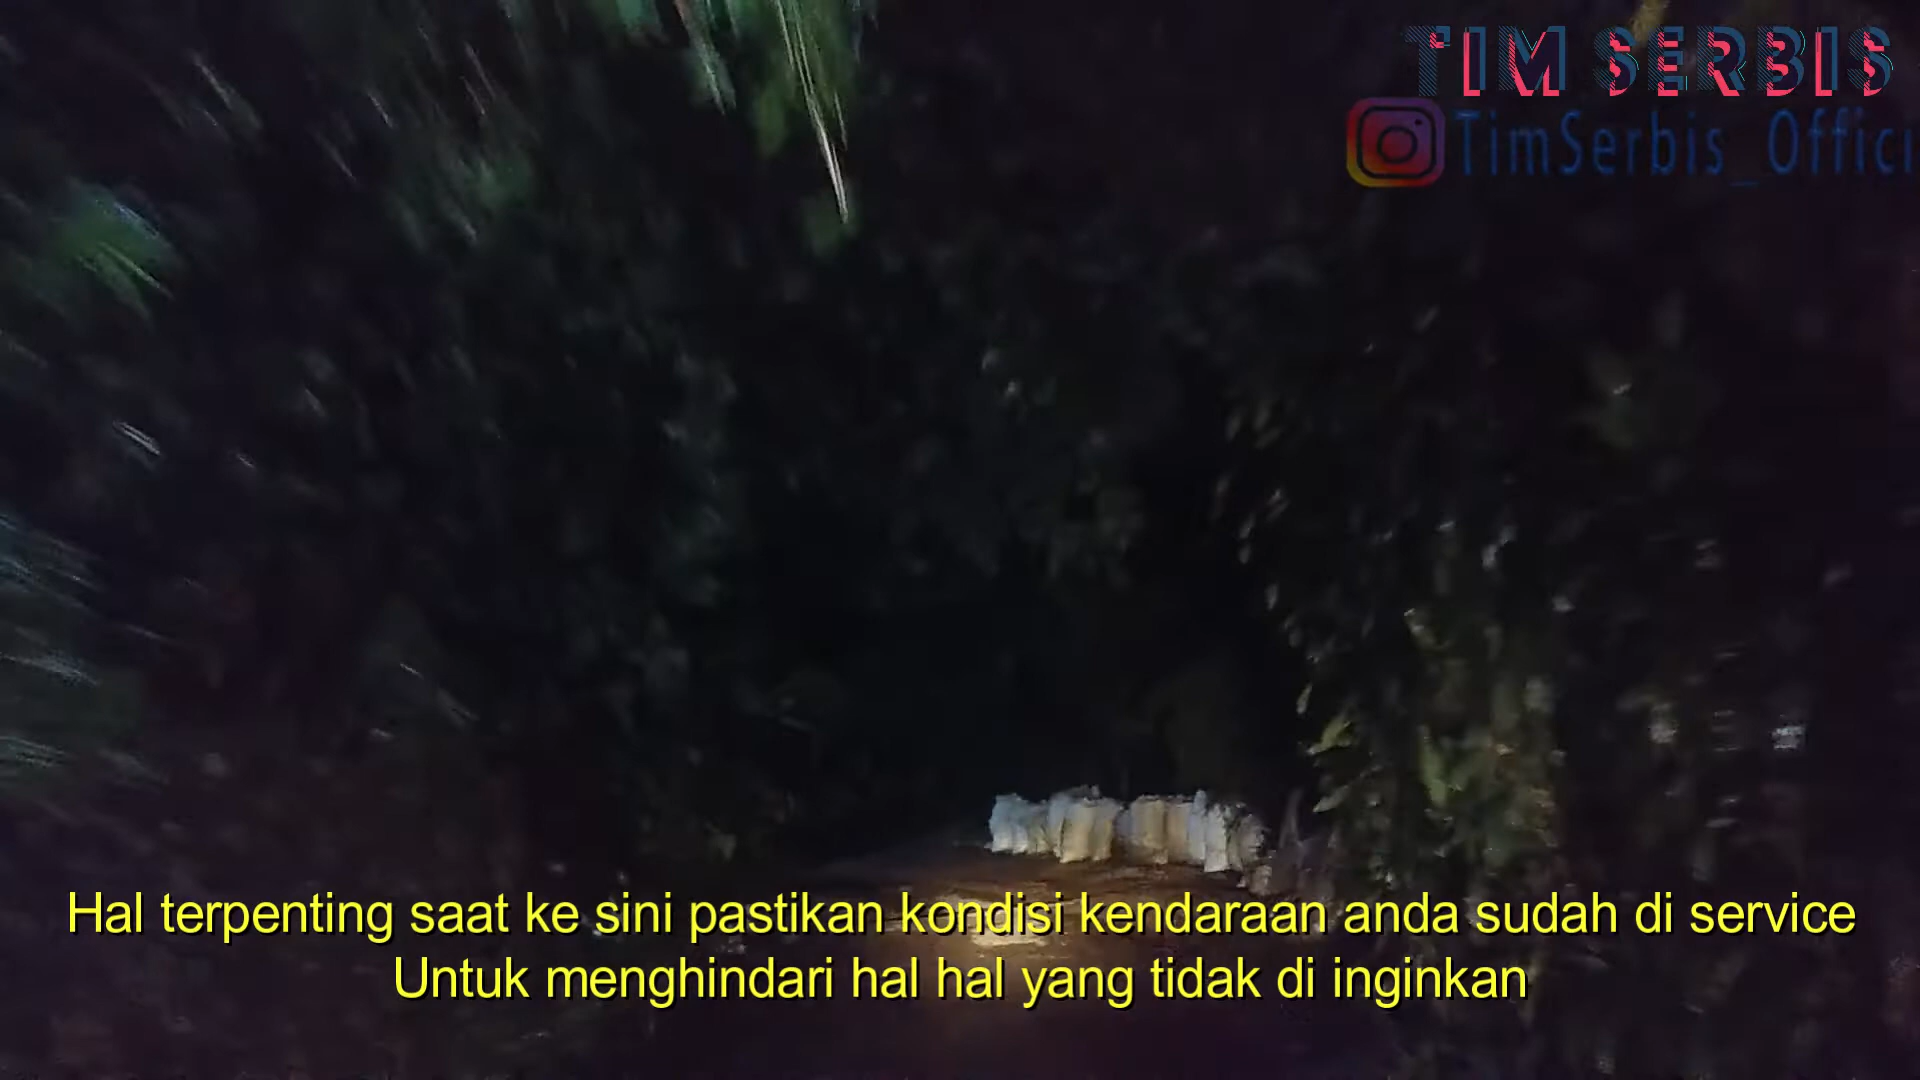 TIM SERBIS
TimSerbis_Offici
Hal terpenting saat ke sini pastikan kondisi kendaraan anda sudah di service
Untuk menghindari hal hal yang tidak di inginkan